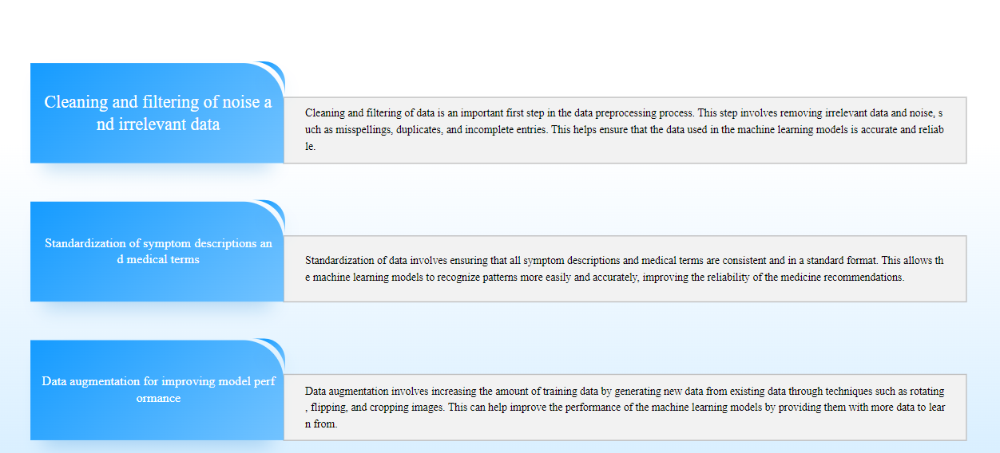 Cleaning and filtering of noise a
nd irrelevant data
Cleaning and filtering of data is an important first step in the data preprocessing process. This step involves removing irrelevant data and noise, s
uch as misspellings, duplicates, and incomplete entries. This helps ensure that the data used in the machine learning models is accurate and reliab
le.
Standardization of symptom descriptions an
d medical terms
Standardization of data involves ensuring that all symptom descriptions and medical terms are consistent and in a standard format. This allows th
e machine learning models to recognize patterns more easily and accurately, improving the reliability of the medicine recommendations.
Data augmentation for improving model perf
ormance
Data augmentation involves increasing the amount of training data by generating new data from existing data through techniques such as rotating
, flipping, and cropping images. This can help improve the performance of the machine learning models by providing them with more data to lear
n from.